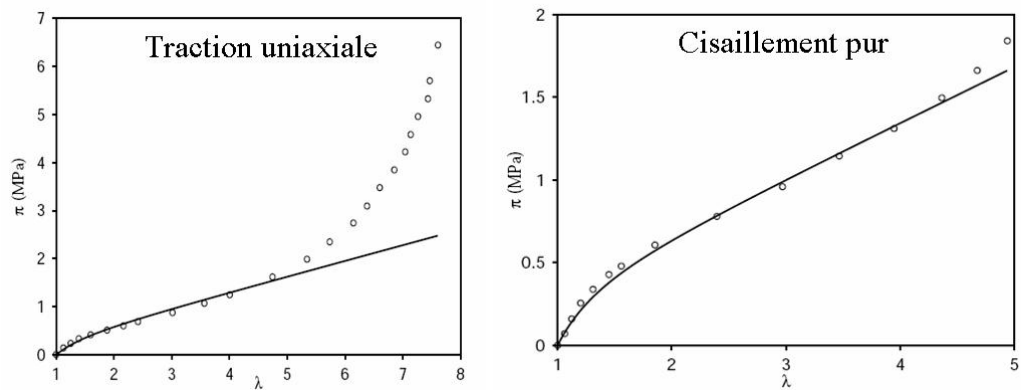 Traction uniaxiale
7
6
5
4
3
2
1
0
π (MPa)
1 2 3 4 5 6 7 8
λ
Cisaillement pur
2
1.5
1
0.5
0
π (MPa)
1 2 3 4 5
λ